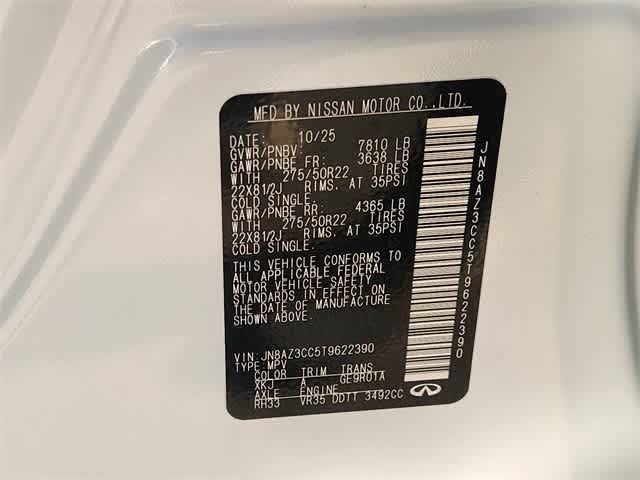 MFD BY NISSAN MOTOR CO.,LTD.
DATE: 10/25
GVWR/PNBV 7810 LB
GAWR/PNBE FR: 3638 LB
WITH 275/50R22 TIRES
22X81/2J RIMS. AT 35PSI
COLD SINGLE.
GAWR/PNBE RR: 4365 LB
WITH 275/50R22 TIRES
22X81/2J RIMS. AT 35PSI
COLD SINGLE.
THIS VEHICLE CONFORMS TO
ALL APPLICABLE FEDERAL
MOTOR VEHICLE SAFETY
STANDARDS IN EFFECT ON
THE DATE OF MANUFACTURE
SHOWN ABOVE.
VIN: JN8AZ3CC5T9622390
TYPE: MPV
COLOR TRIM TRANS
XKJ A GE9R01A
AXLE ENGINE
RH33 VR35 DDTT 3492CC
JN8AZ3CC5T9622390